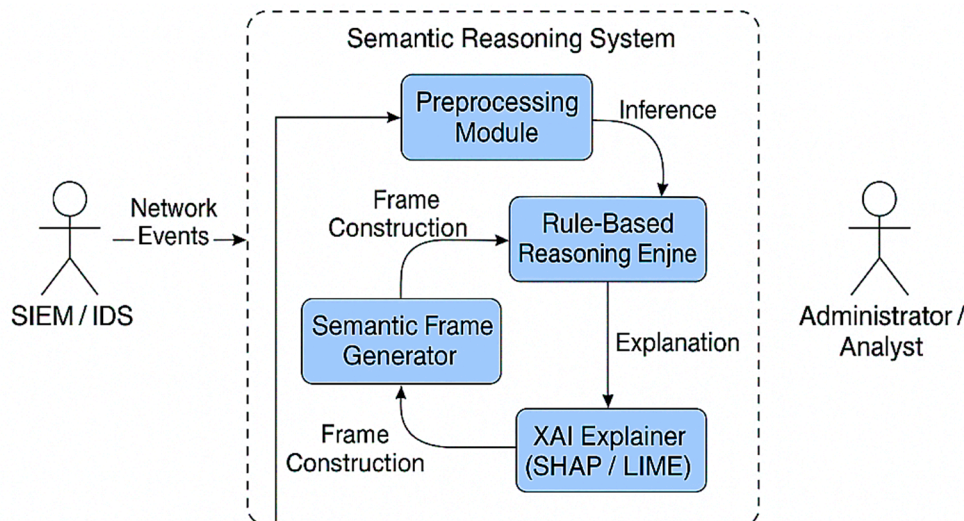 Semantic Reasoning System
Preprocessing
Module
Inference
Network
Events
Frame
Construction
Rule-Based
Reasoning Enjne
SIEM / IDS
Semantic Frame
Generator
Explanation
Administrator /
Analyst
Frame
Construction
XAI Explainer
(SHAP / LIME)